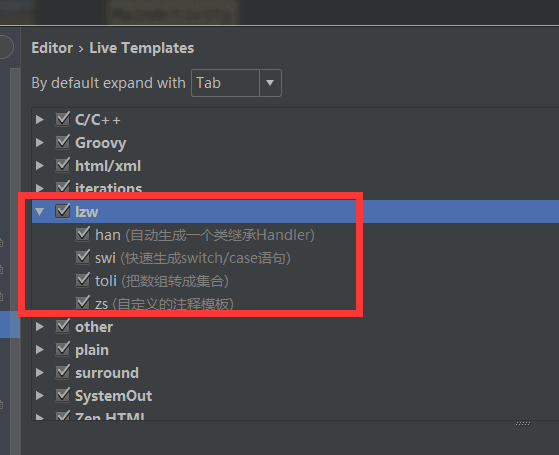 MainActivity
Editor › Live Templates
By default expand with Tab
C/C++
Groovy
html/xml
iterations
lzw
han (自动生成一个类继承Handler)
swi (快速生成switch/case语句)
toli (把数组转成集合)
zs (自定义的注释模板)
other
plain
surround
SystemOut
Zen HTML